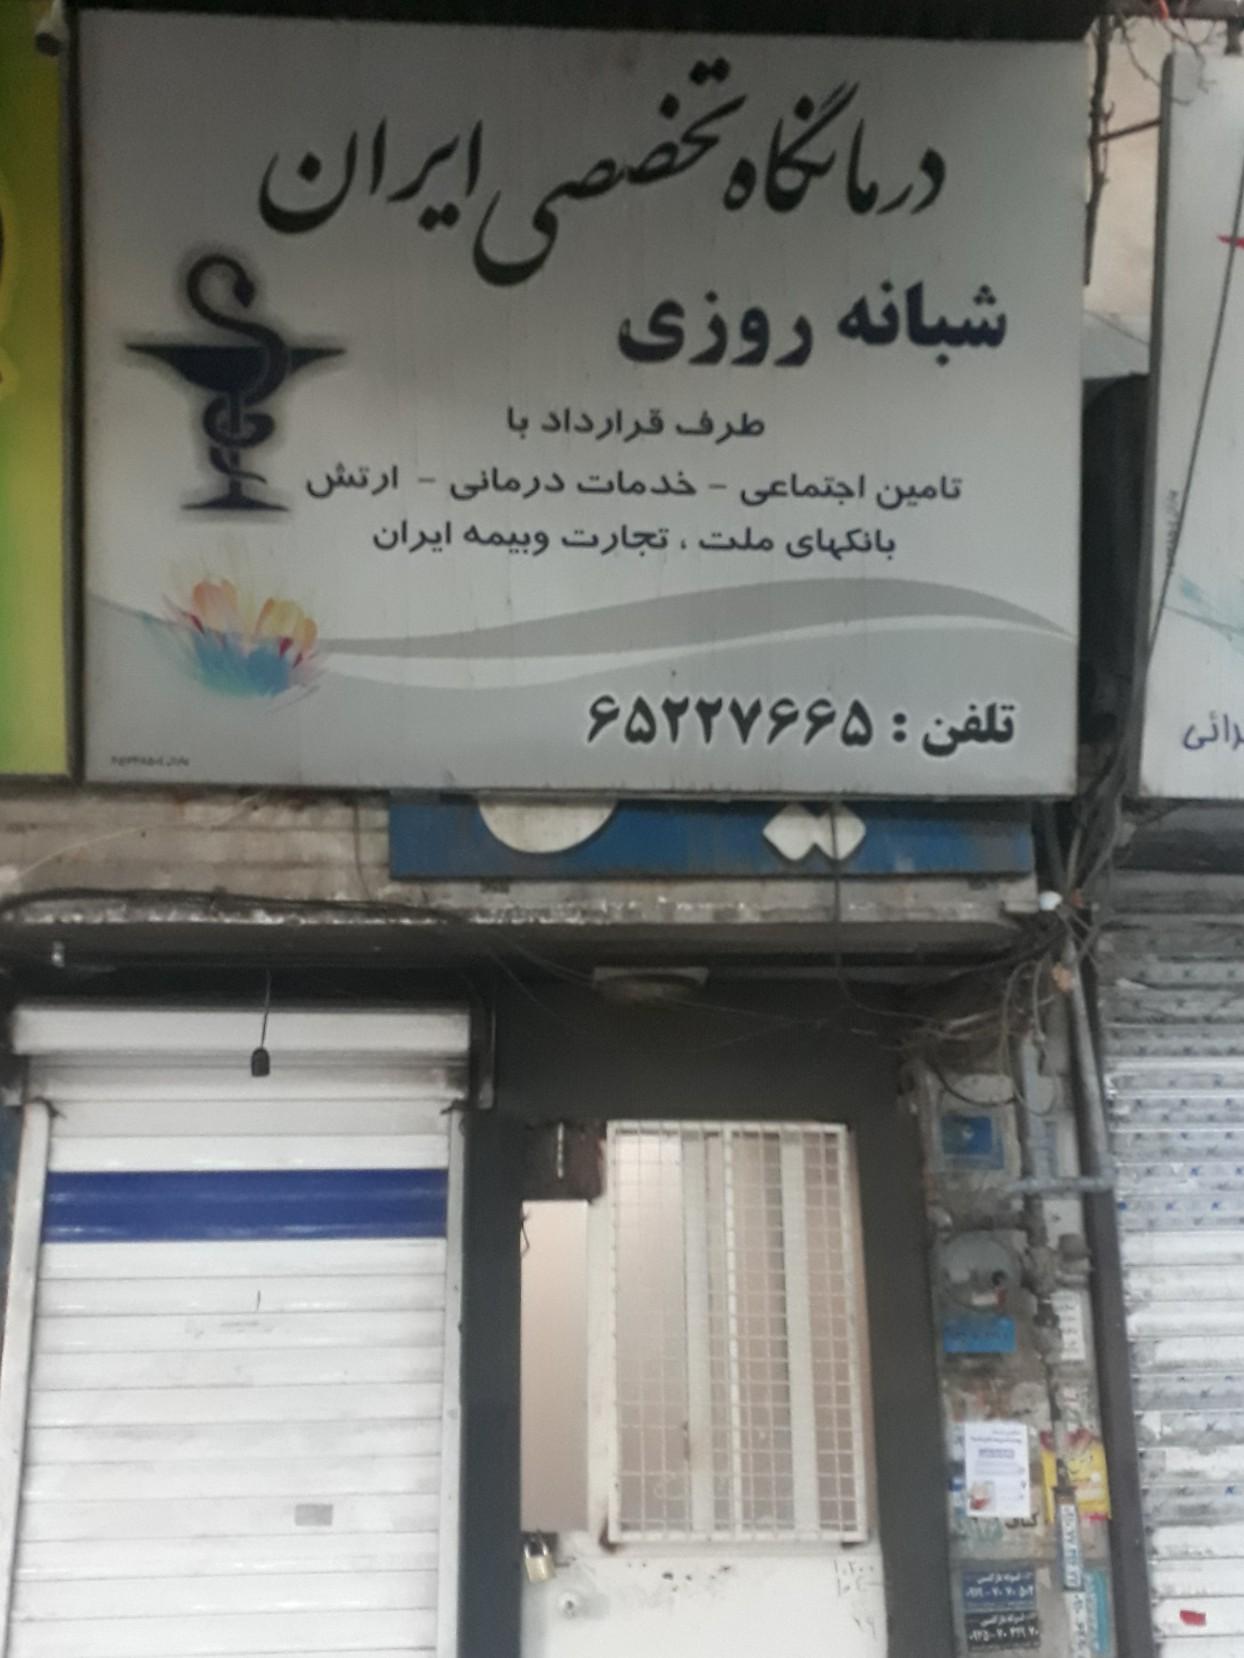 درمانگاه تخصصی ایران
شبانه روزی
طرف قرارداد با
تامین اجتماعی - خدمات درمانی - ارتش
بانکهای ملت ، تجارت وبیمه ایران
تلفن : ۶۵۲۲۷۶۶۵